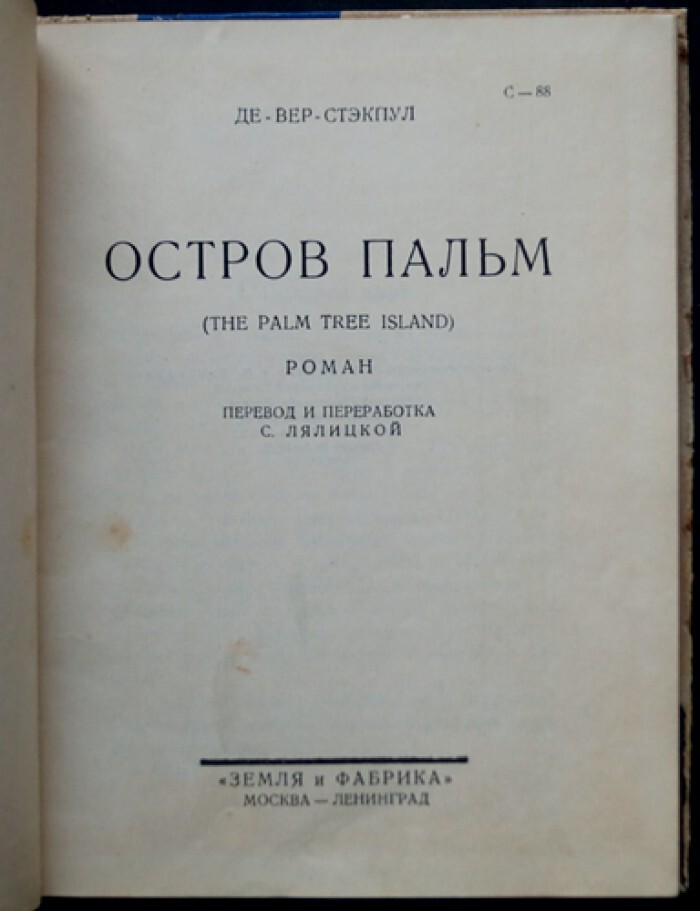 С — 88
ДЕ - ВЕР - СТЭКПУЛ
ОСТРОВ ПАЛЬМ
(THE PALM TREE ISLAND)
РОМАН
ПЕРЕВОД И ПЕРЕРАБОТКА
С. ЛЯЛИЦКОЙ
«ЗЕМЛЯ и ФАБРИКА»
МОСКВА — ЛЕНИНГРАД